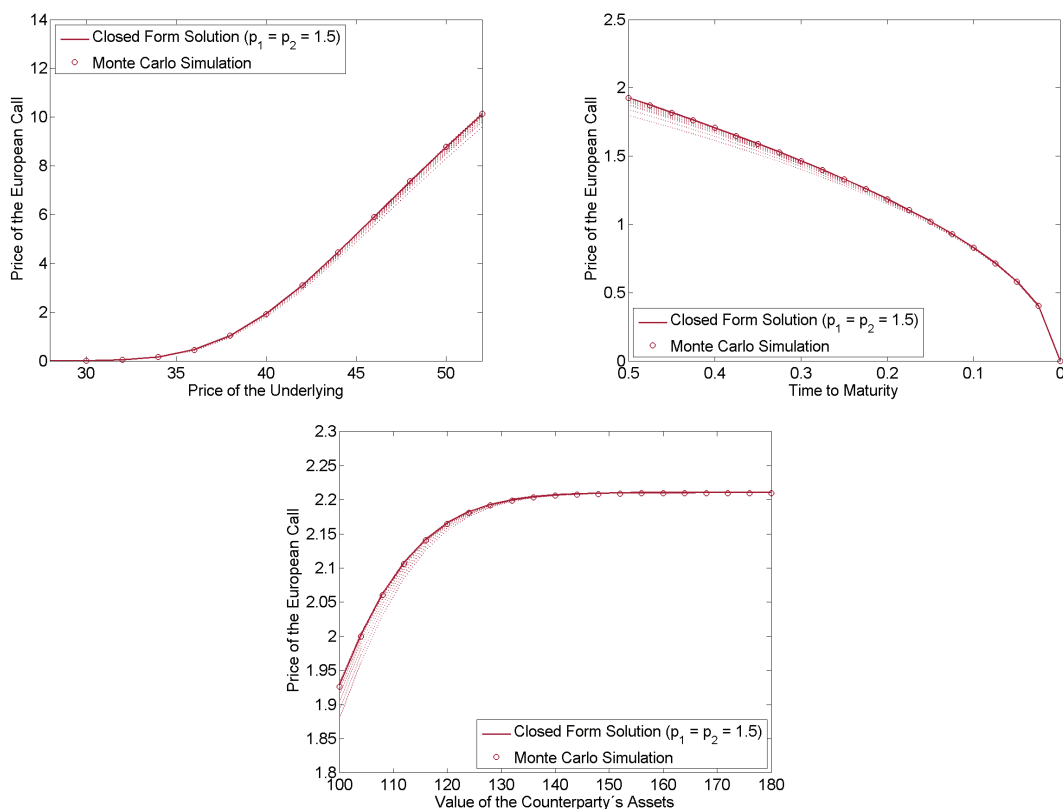 14
12
10
8
6
4
2
0
Price of the European Call
Closed Form Solution (p1 = p2 = 1.5)
Monte Carlo Simulation
30 35 40 45 50
Price of the Underlying
2.5
2
1.5
1
0.5
0
Price of the European Call
Closed Form Solution (p1 = p2 = 1.5)
Monte Carlo Simulation
0.5 0.4 0.3 0.2 0.1 0
Time to Maturity
2.3
2.25
2.2
2.15
2.1
2.05
2
1.95
1.9
1.85
1.8
Price of the European Call
Closed Form Solution (p1 = p2 = 1.5)
Monte Carlo Simulation
100 110 120 130 140 150 160 170 180
Value of the Counterparty´s Assets